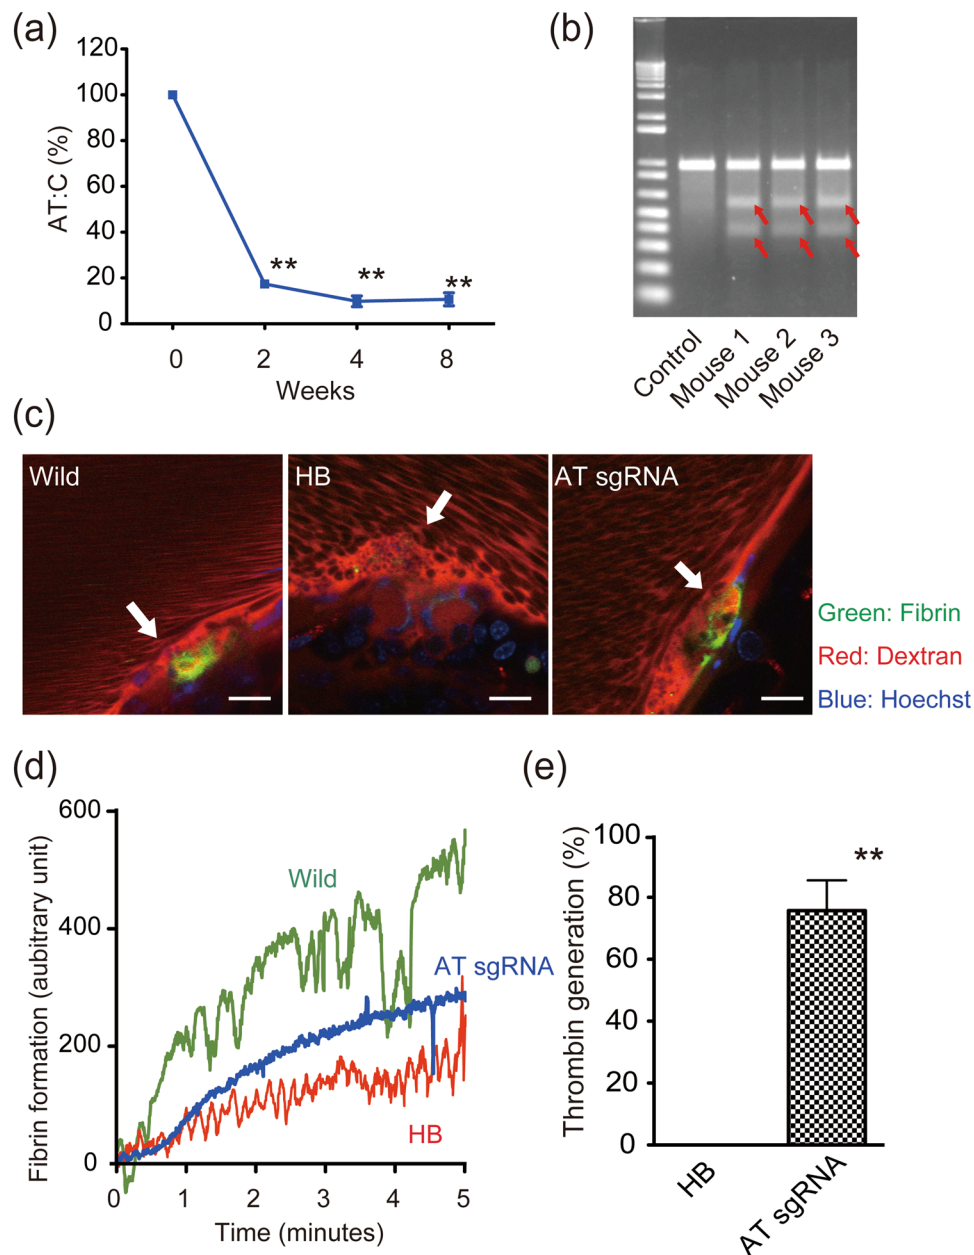 (a)
120
100
80
60
40
20
0
AT:C (%)
**
**
**
0 2 4 8
Weeks
(b)
Control
Mouse 1
Mouse 2
Mouse 3
(c)
Wild
HB
AT sgRNA
Green: Fibrin
Red: Dextran
Blue: Hoechst
(d)
600
400
200
0
Fibrin formation (aubitrary unit)
Wild
AT sgRNA
HB
0 1 2 3 4 5
Time (minutes)
(e)
100
80
60
40
20
0
Thrombin generation (%)
**
HB
AT sgRNA